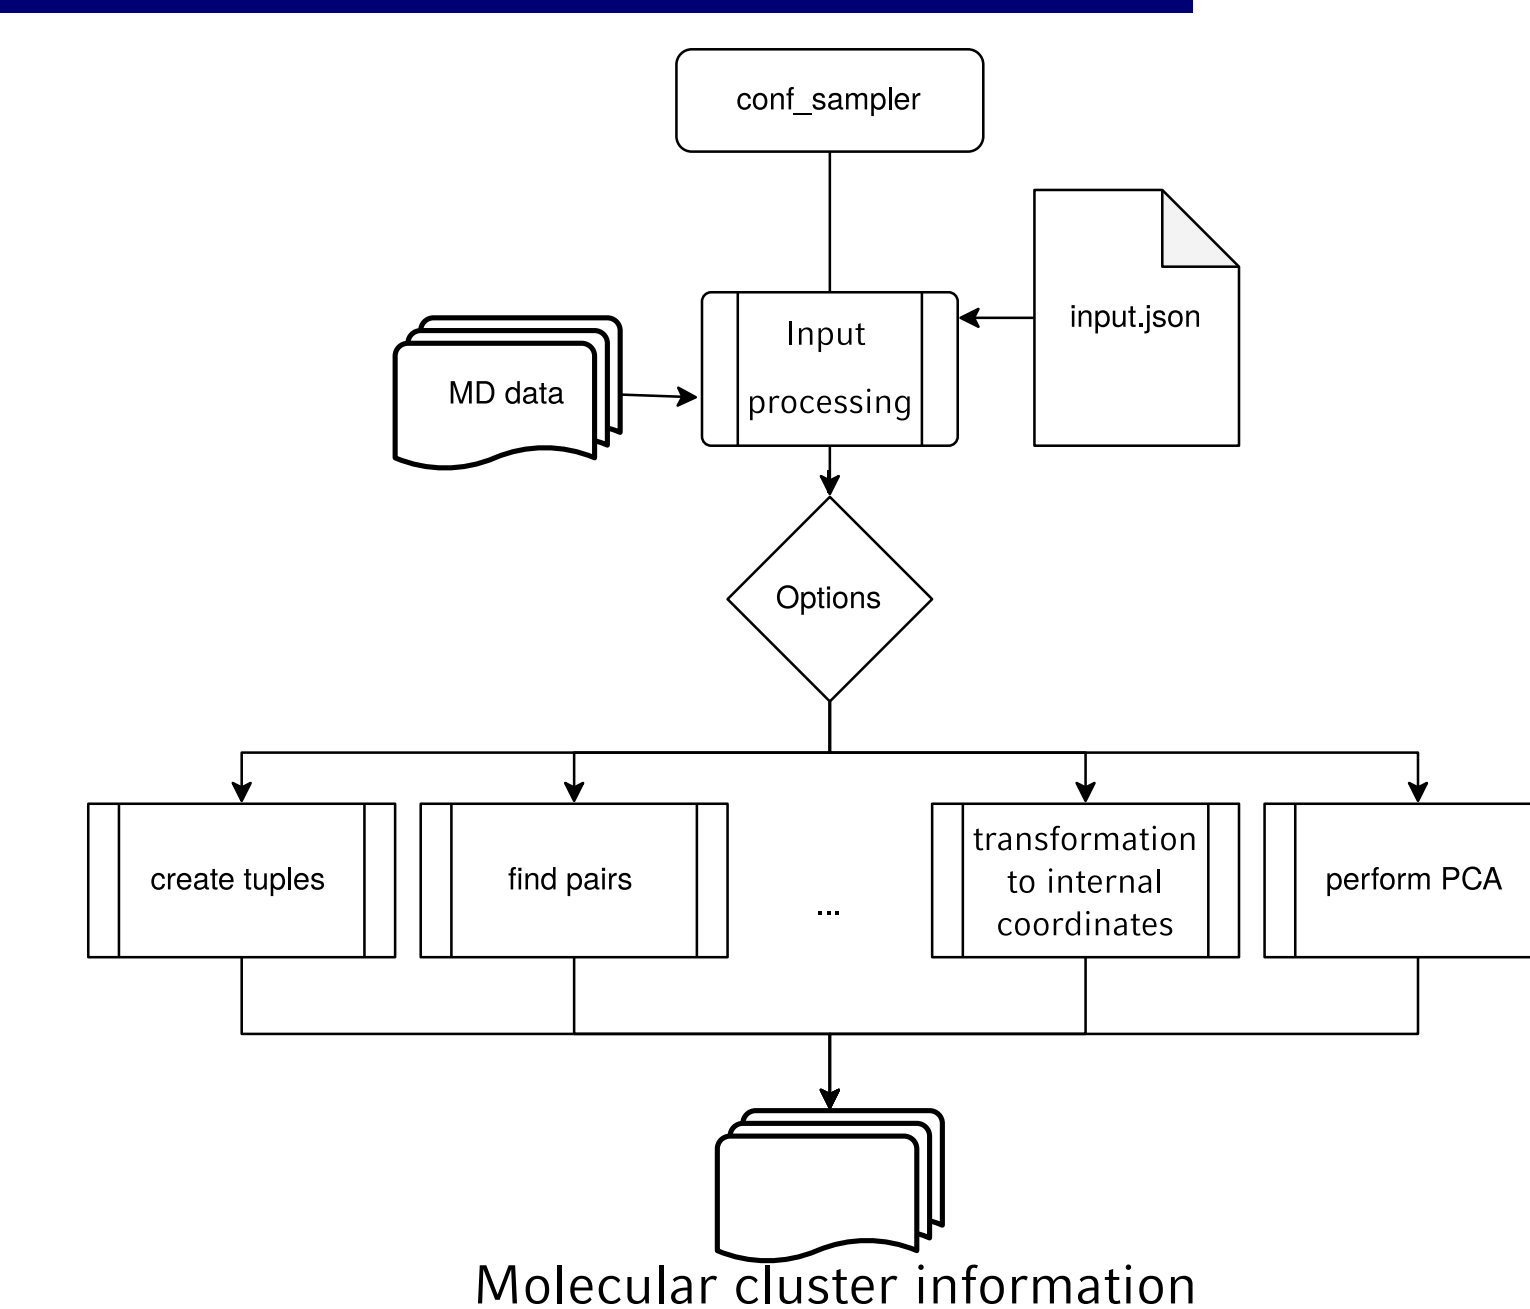 conf_sampler
input.json
Input
processing
MD data
Options
create tuples
find pairs
...
transformation
to internal
coordinates
perform PCA
Molecular cluster information